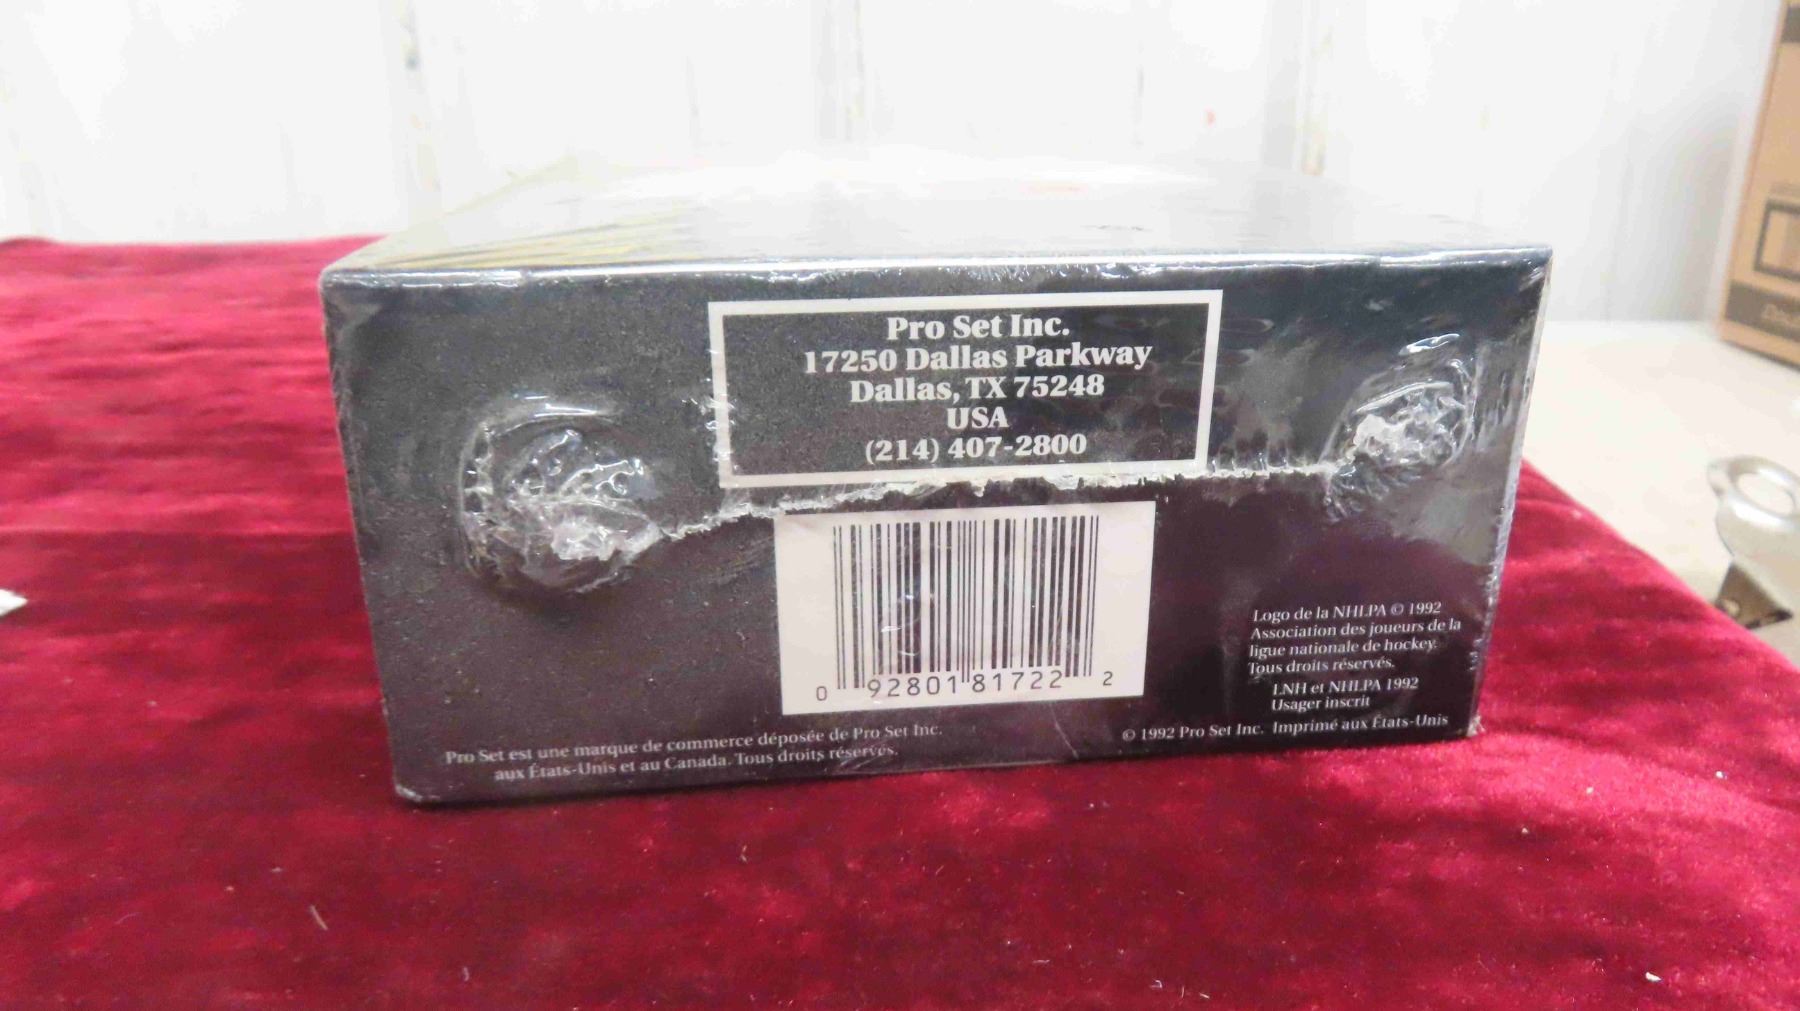 Pro Set Inc.
17250 Dallas Parkway
Dallas, TX 75248
USA
(214) 407-2800
0 92801 81722 2
Logo de la NHLPA © 1992
Association des joueurs de la
ligue nationale de hockey.
Tous droits réservés.
LNH et NHLPA 1992
Usager inscrit
© 1992 Pro Set Inc. Imprimé aux États-Unis
Pro Set est une marque de commerce déposée de Pro Set Inc.
aux États-Unis et au Canada. Tous droits réservés.